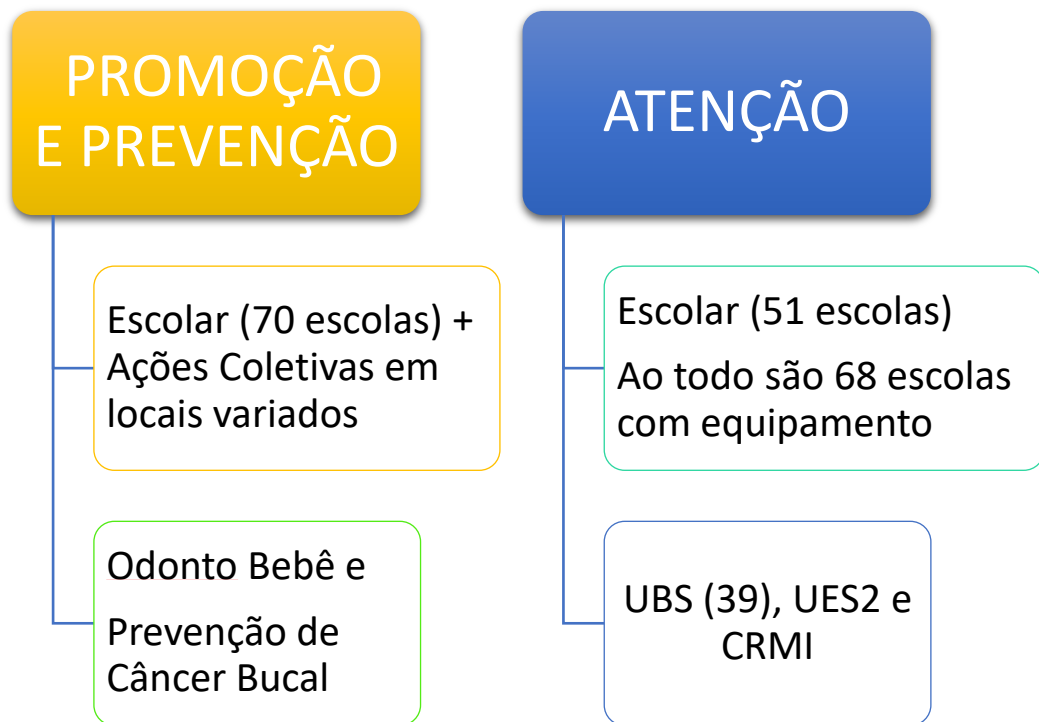 PROMOÇÃO
E PREVENÇÃO
Escolar (70 escolas) +
Ações Coletivas em
locais variados
Odonto Bebê e
Prevenção de
Câncer Bucal
ATENÇÃO
Escolar (51 escolas)
Ao todo são 68 escolas
com equipamento
UBS (39), UES2 e
CRMI